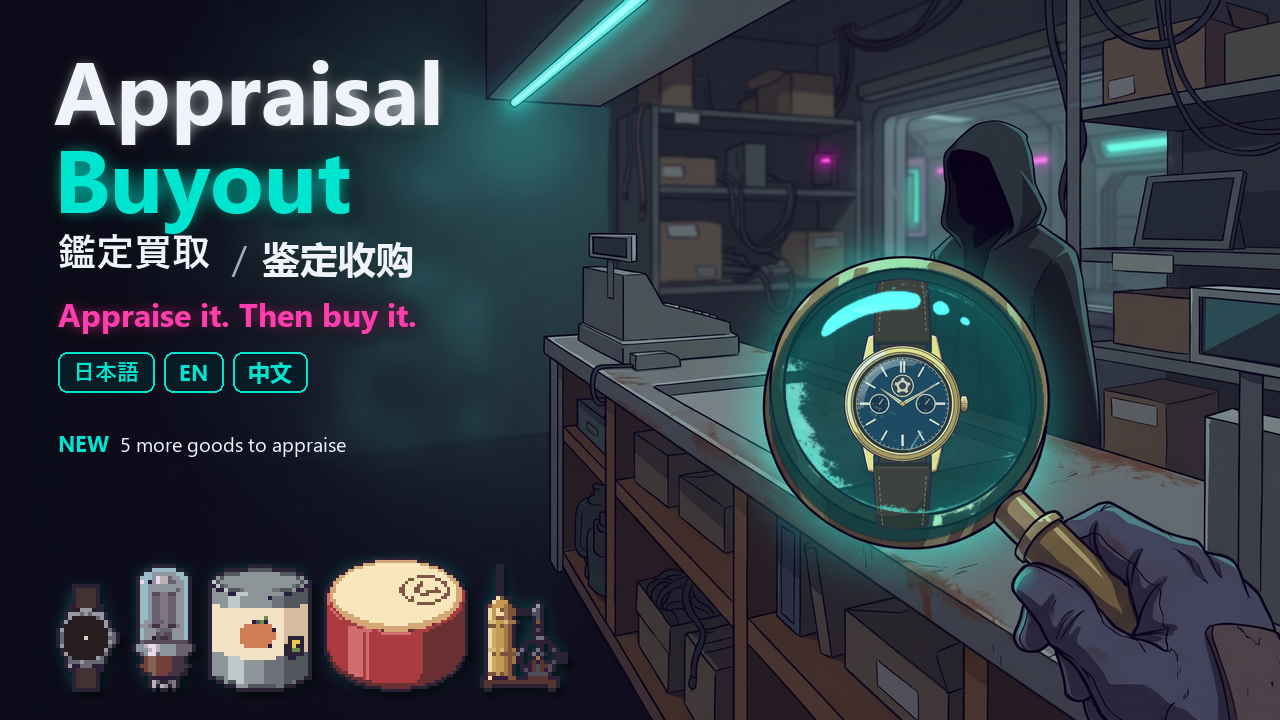 Appraisal
Buyout
鑑定買取 / 鉴定收购
Appraise it. Then buy it.
日本語 EN 中文
NEW 5 more goods to appraise